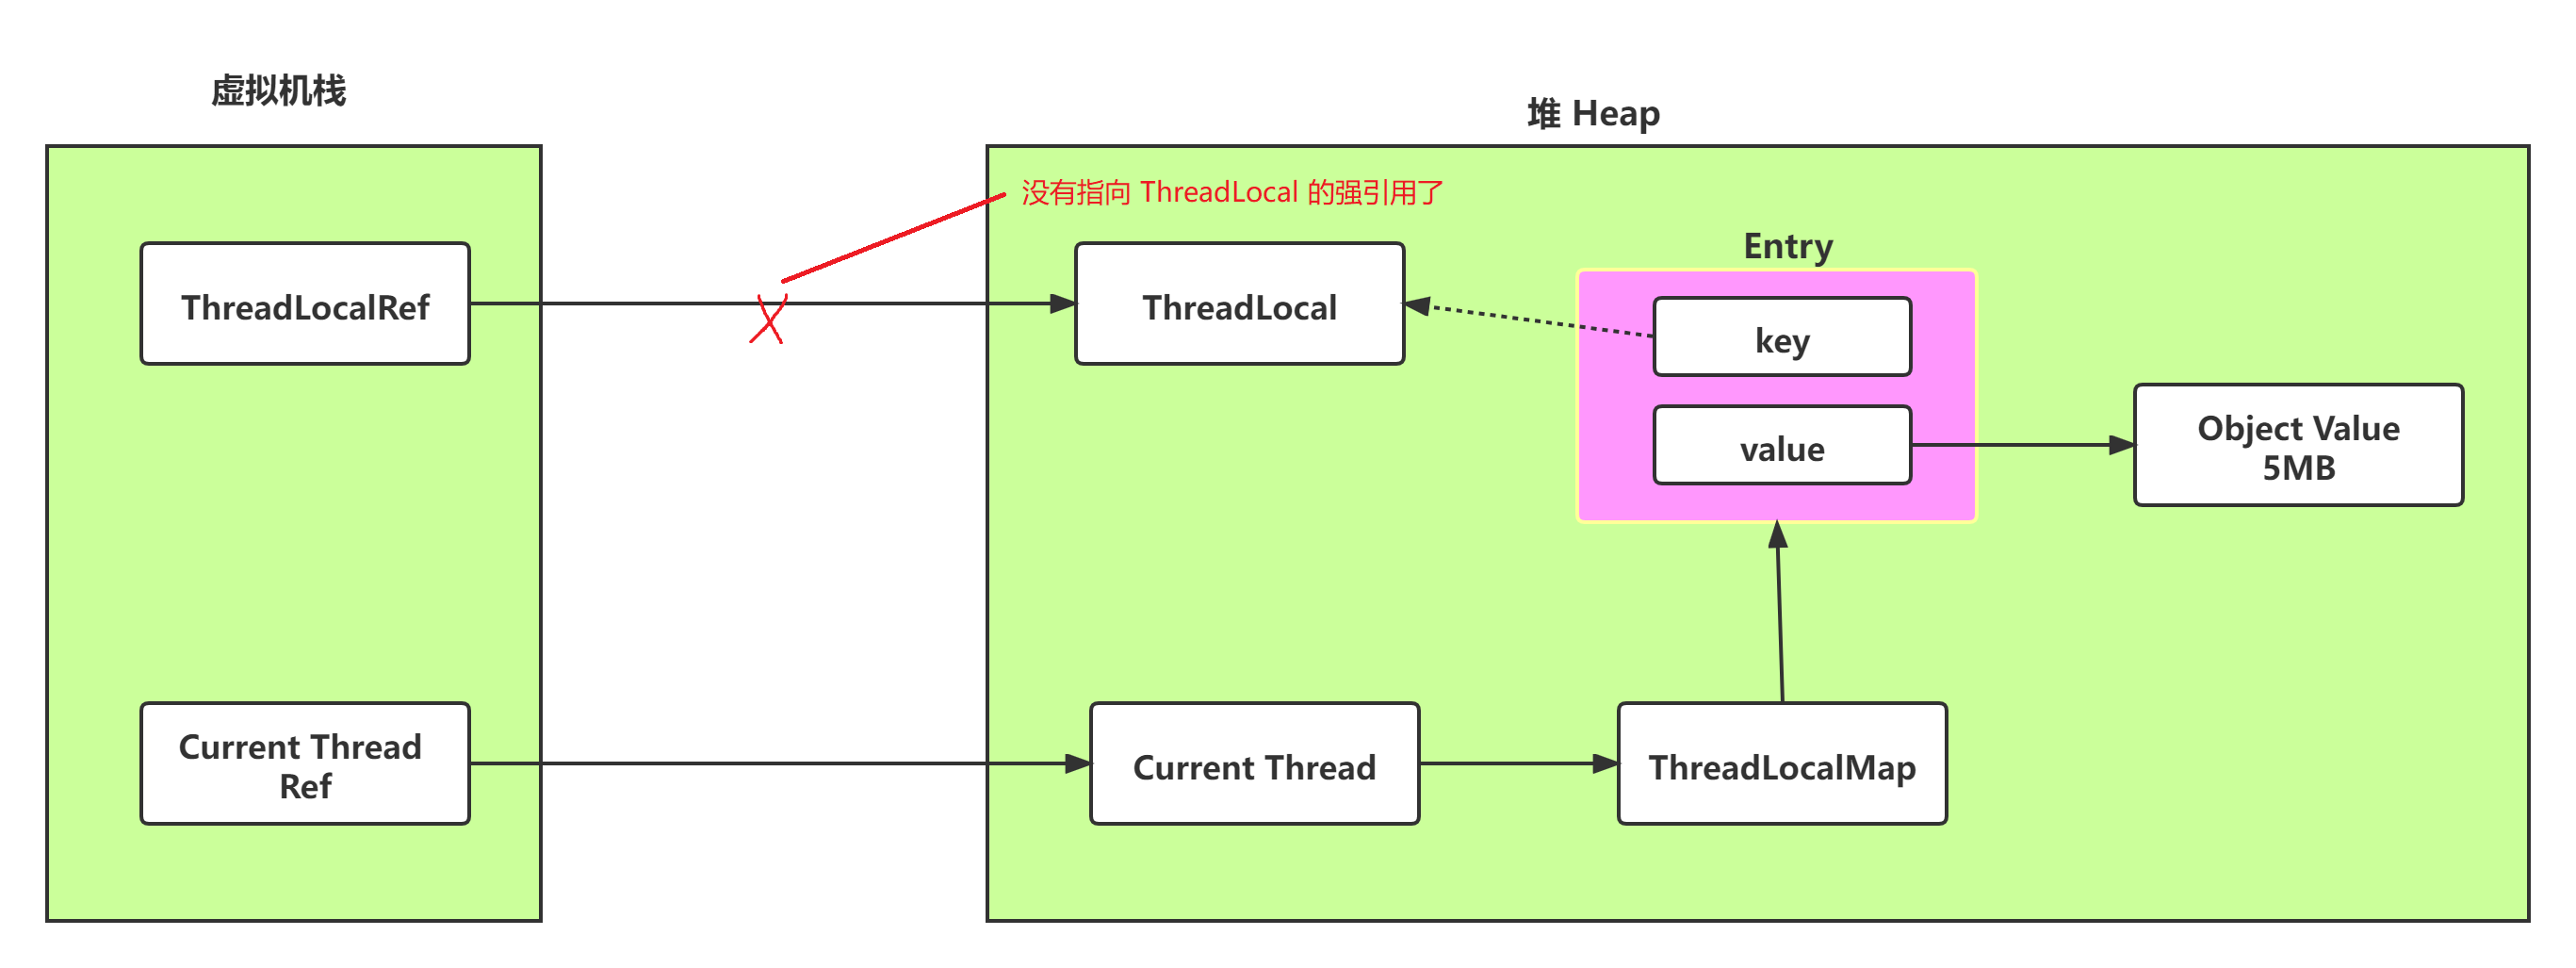 虚拟机栈
堆 Heap
没有指向 ThreadLocal 的强引用了
Entry
ThreadLocalRef
ThreadLocal
key
value
Object Value
5MB
Current Thread
Ref
Current Thread
ThreadLocalMap